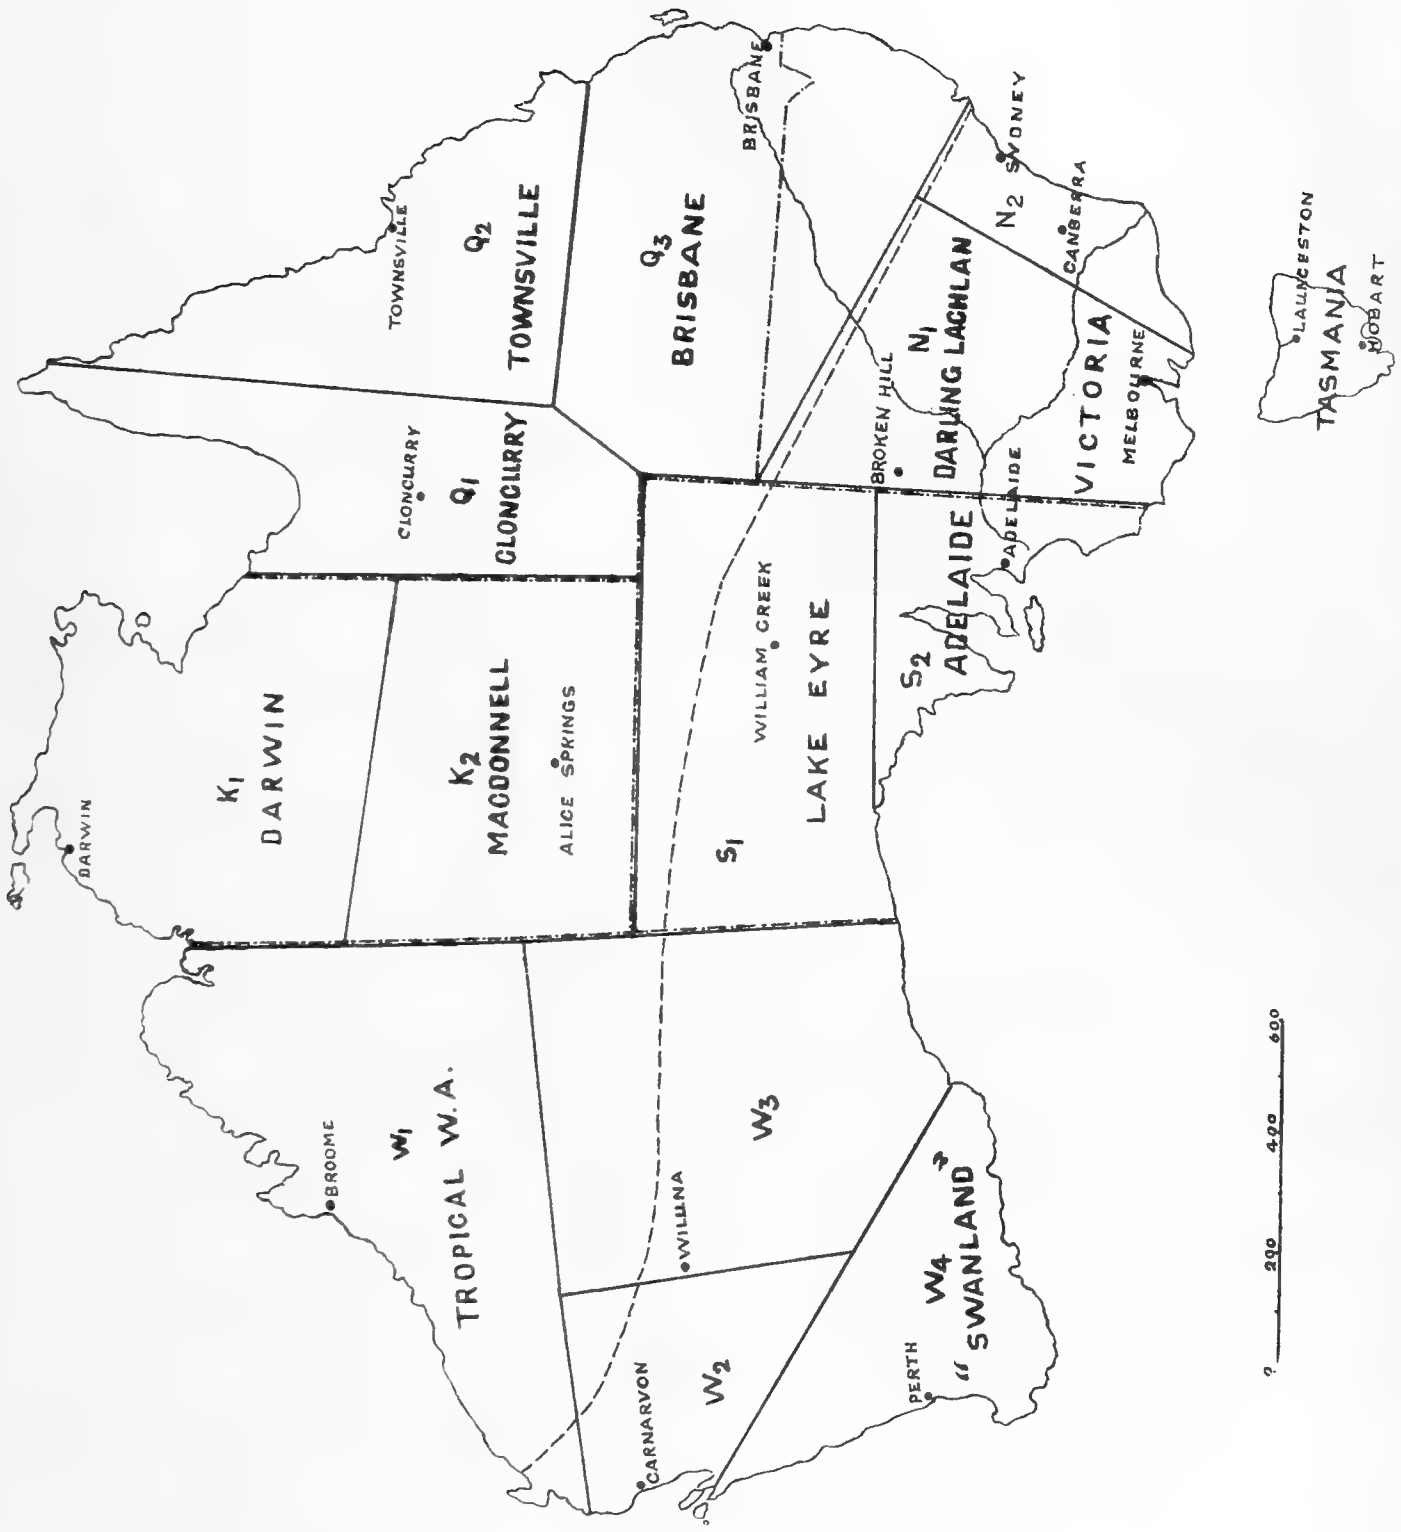 DARWIN
K1
DARWIN
BROOME
W1
TROPICAL W.A.
K2
MACDONNELL
ALICE SPRINGS
CLONCURRY
Q1
CLONCURRY
TOWNSVILLE
Q2
TOWNSVILLE
CARNARVON
W2
WILUNA
W3
S1
WILLIAM CREEK
LAKE EYRE
Q3
BRISBANE
BRISBANE
PERTH
W4
"SWANLAND"
S2
ADELAIDE
ADELAIDE
BROKEN HILL
N1
DARLING LACHLAN
N2
SYDNEY
CANBERRA
VICTORIA
MELBOURNE
LAUNCESTON
TASMANIA
HOBART
200 400 600